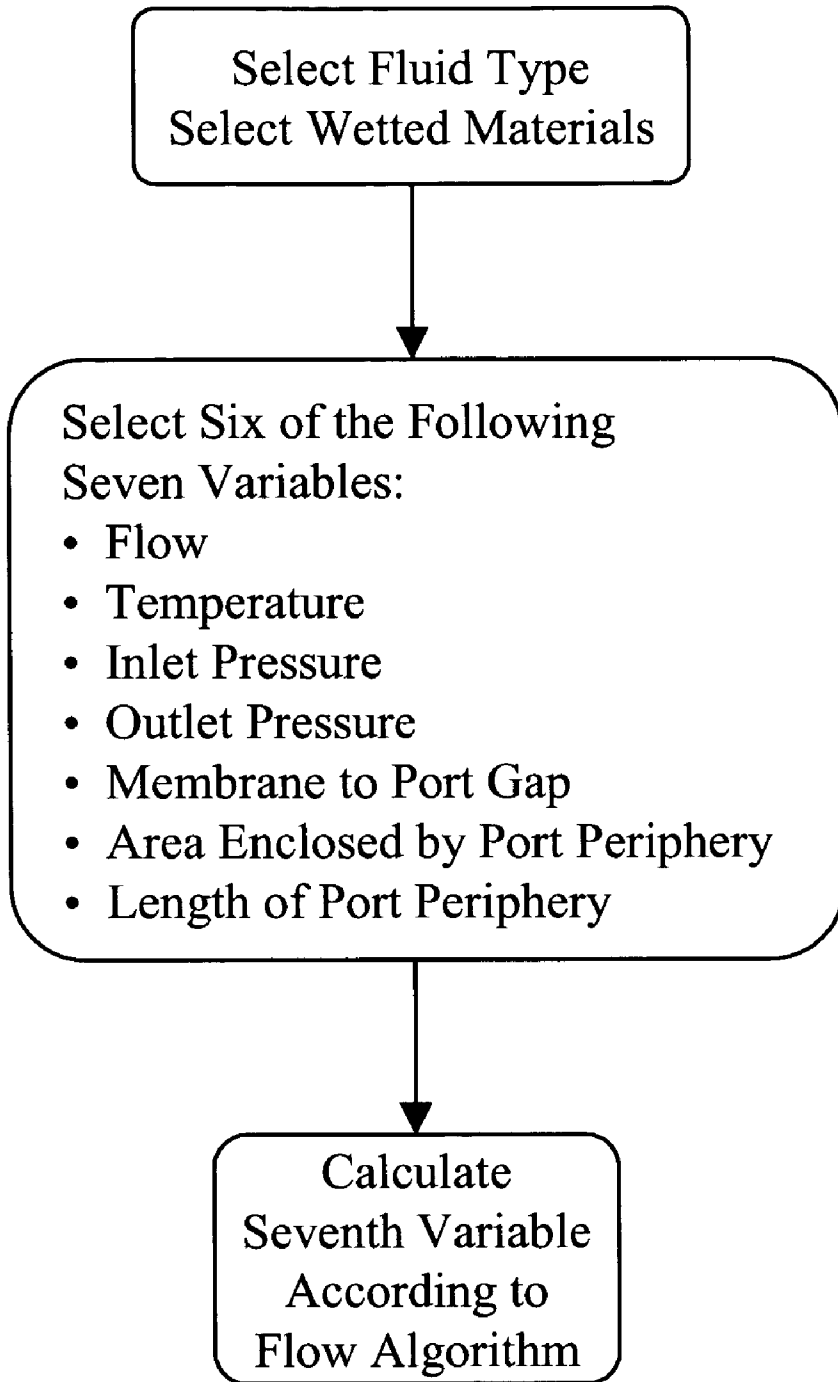 Select Fluid Type
Select Wetted Materials
Select Six of the Following
Seven Variables:
• Flow
• Temperature
• Inlet Pressure
• Outlet Pressure
• Membrane to Port Gap
• Area Enclosed by Port Periphery
• Length of Port Periphery
Calculate
Seventh Variable
According to
Flow Algorithm